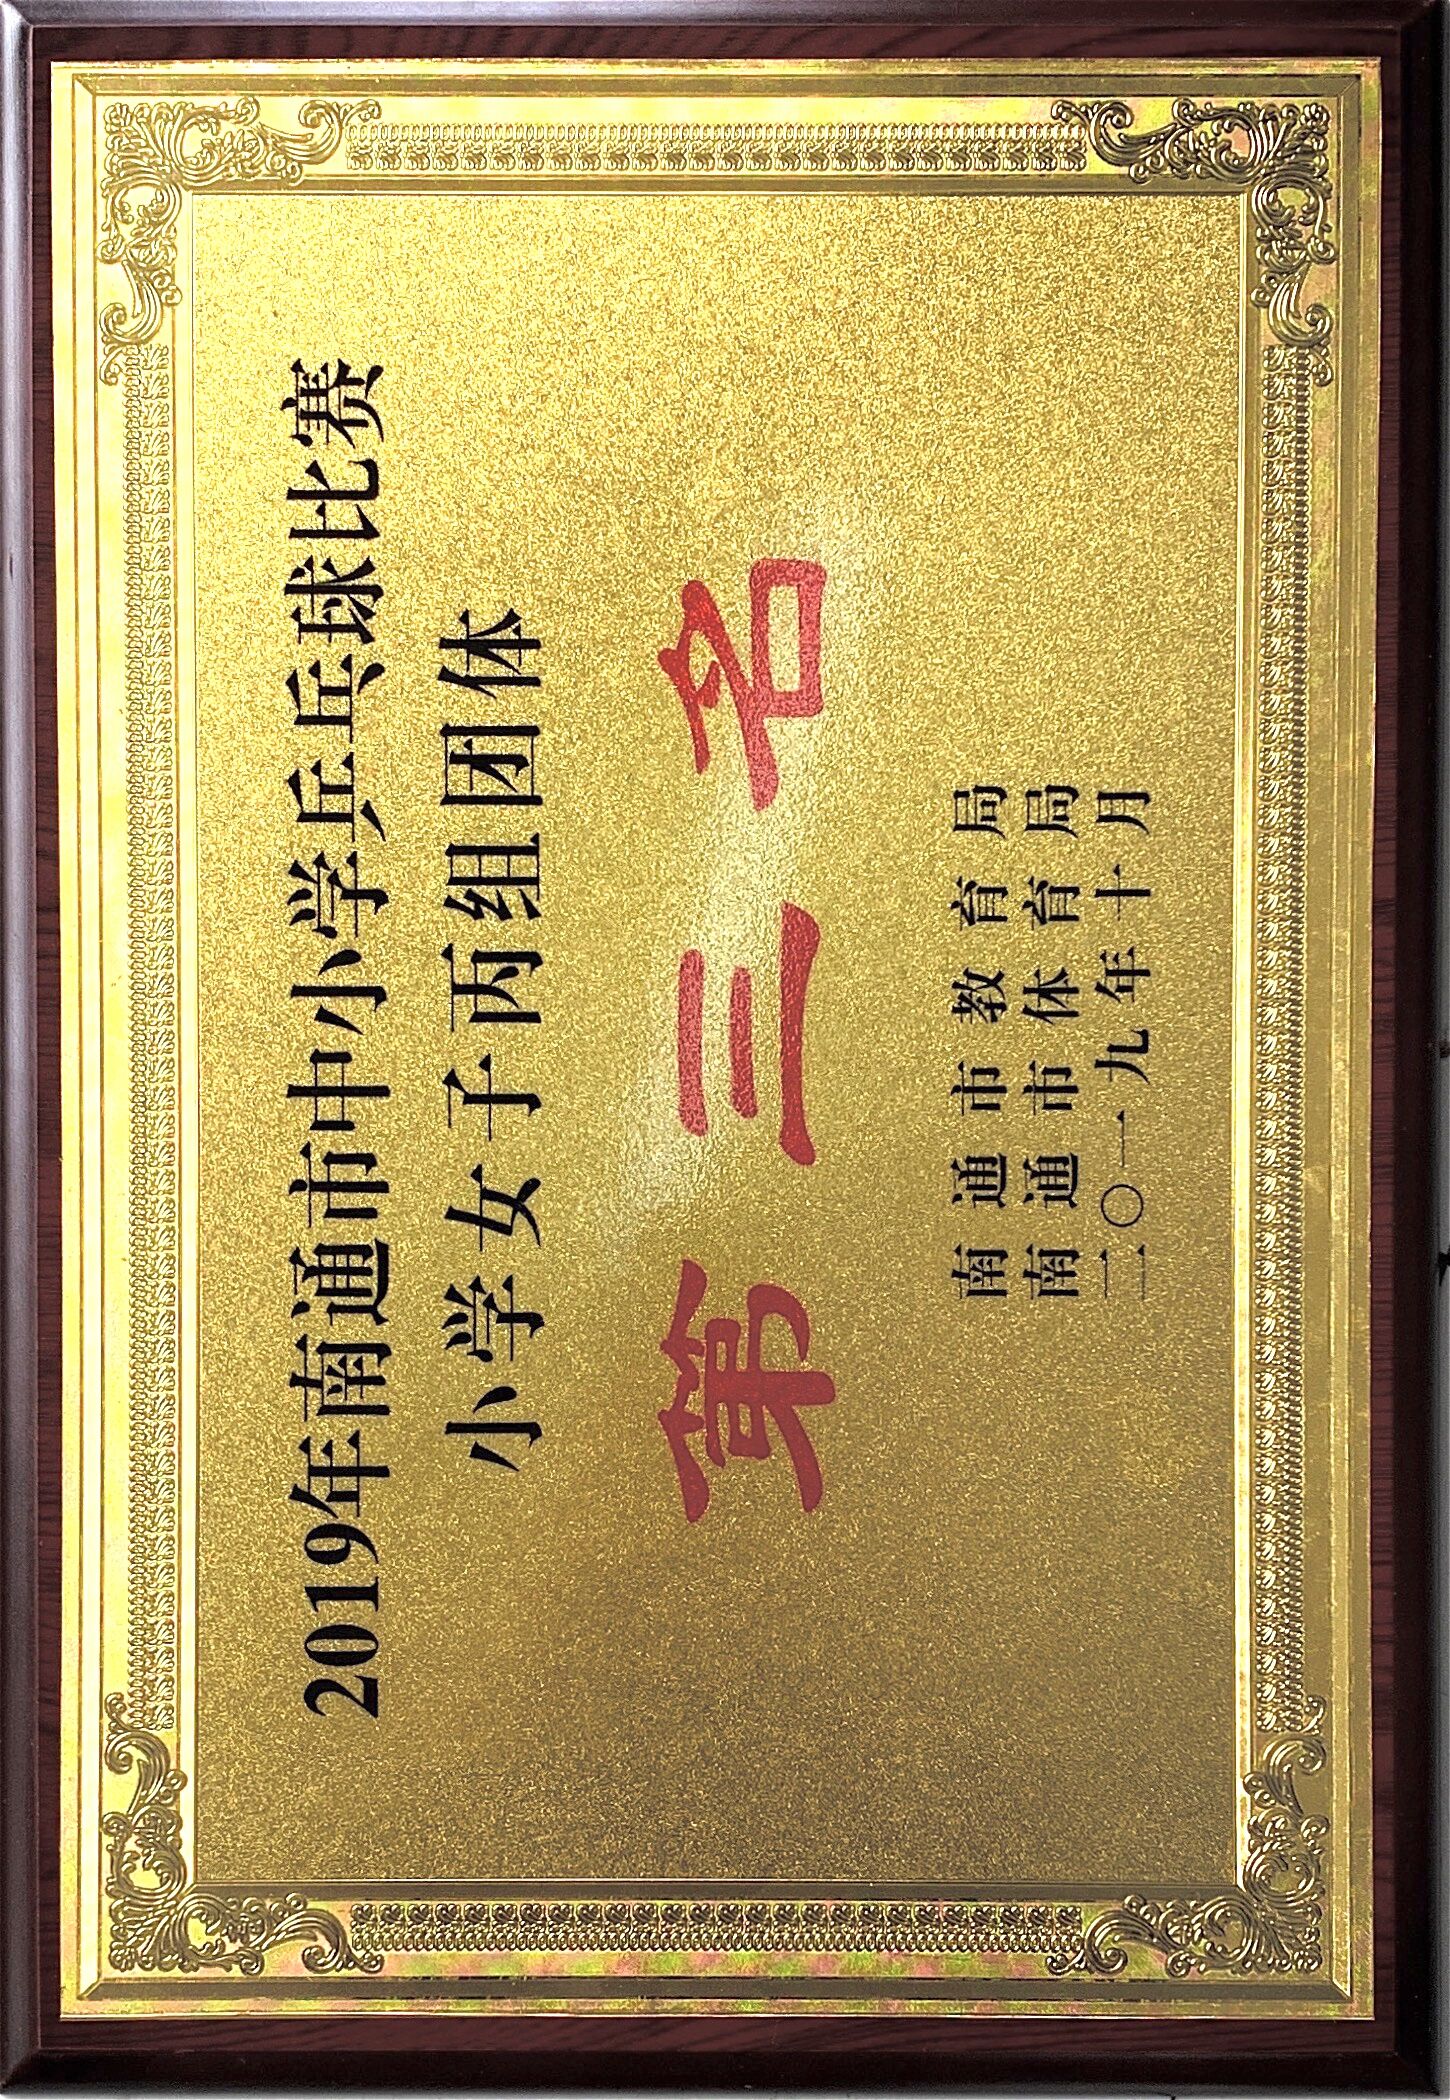 2019年南通市中小学乒乓球比赛
小学女子丙组团体
第三名
南通市教育局
南通市体育局
二〇一九年十月